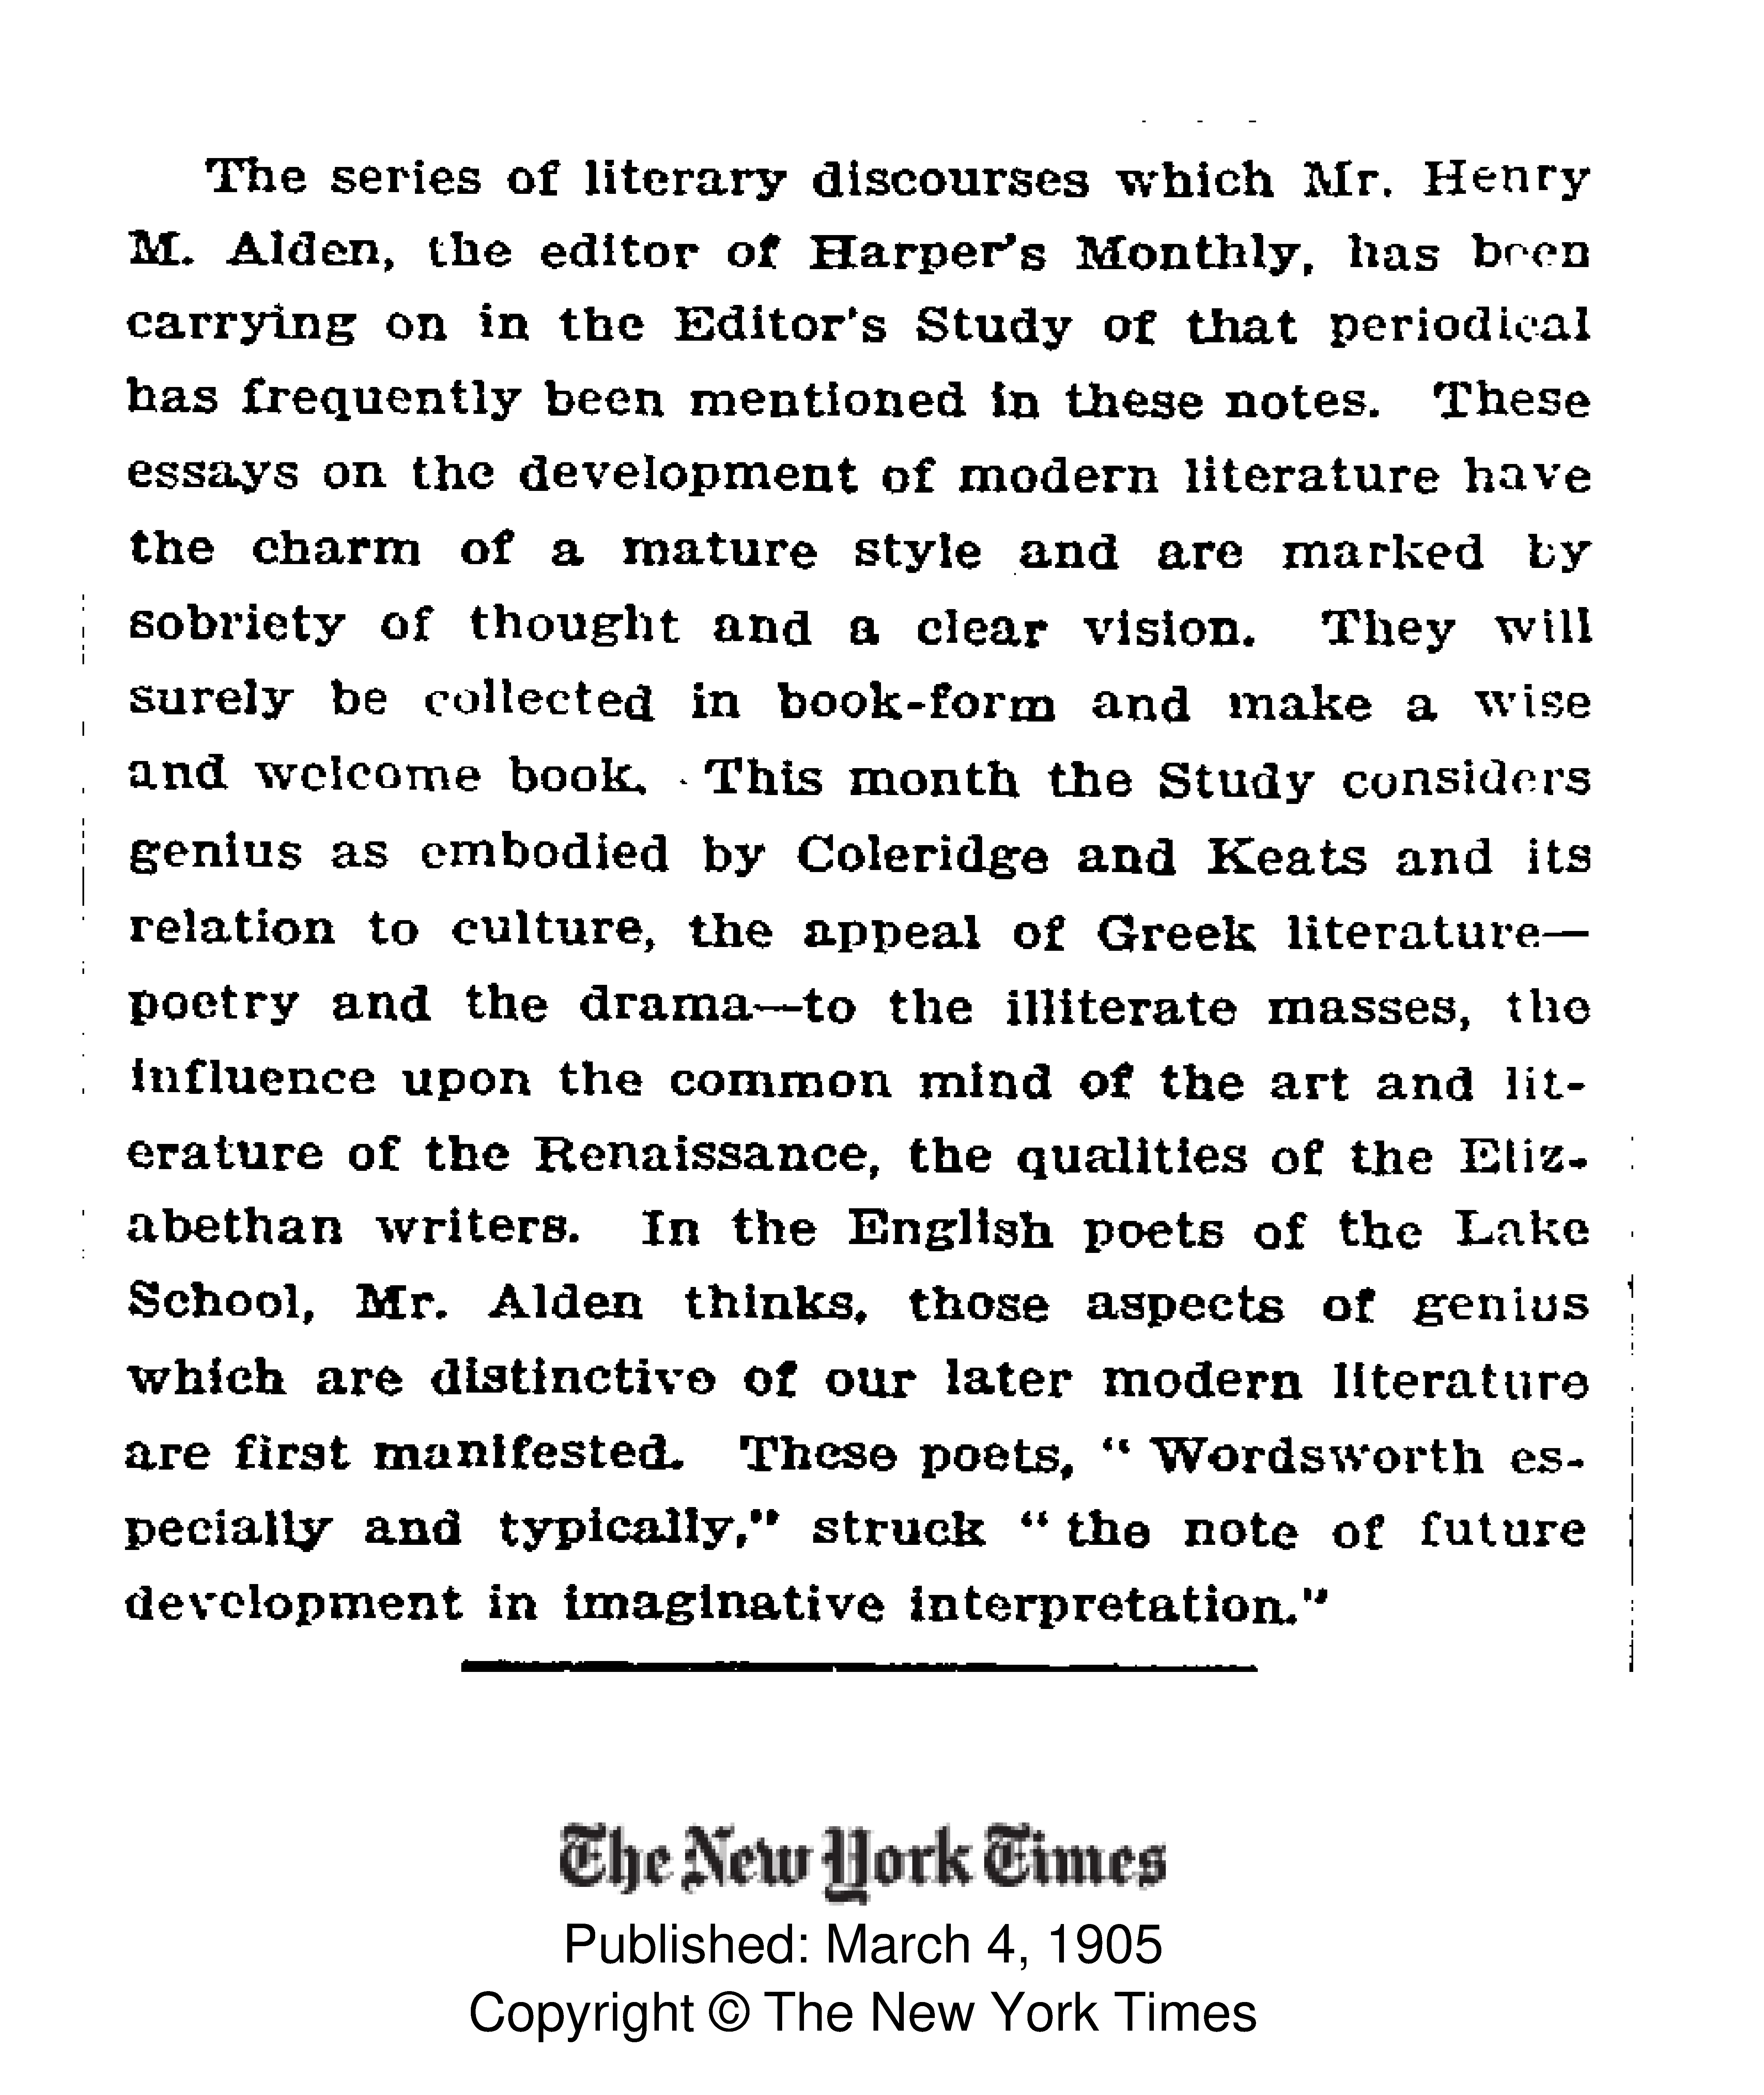 The series of literary discourses which Mr. Henry
M. Alden, the editor of Harper's Monthly, has been
carrying on in the Editor's Study of that periodical
has frequently been mentioned in these notes. These
essays on the development of modern literature have
the charm of a mature style and are marked by
sobriety of thought and a clear vision. They will
surely be collected in book-form and make a wise
and welcome book. This month the Study considers
genius as embodied by Coleridge and Keats and its
relation to culture, the appeal of Greek literature—
poetry and the drama—to the illiterate masses, the
influence upon the common mind of the art and lit-
erature of the Renaissance, the qualities of the Eliz-
abethan writers. In the English poets of the Lake
School, Mr. Alden thinks, those aspects of genius
which are distinctive of our later modern literature
are first manifested. These poets, "Wordsworth es-
pecially and typically," struck "the note of future
development in imaginative interpretation."
The New York Times
Published: March 4, 1905
Copyright © The New York Times